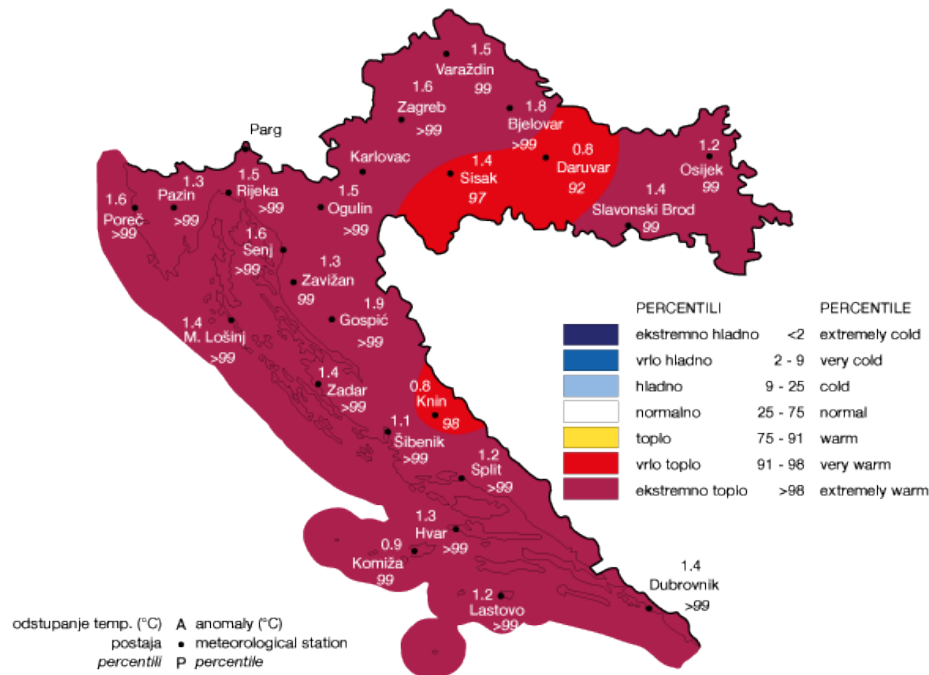 1.5
Varaždin
99
1.6
Zagreb
>99
1.8
Bjelovar
>99
Parg
Karlovac
1.4
Sisak
97
0.8
Daruvar
92
1.2
Osijek
99
1.4
Slavonski Brod
99
1.6
Poreč
>99
1.3
Pazin
>99
1.5
Rijeka
>99
1.5
Ogulin
>99
1.6
Senj
>99
1.3
Zavižan
99
1.9
Gospić
>99
1.4
M. Lošinj
>99
1.4
Zadar
>99
0.8
Knin
98
1.1
Šibenik
>99
1.2
Split
>99
1.3
Hvar
>99
0.9
Komiža
99
1.2
Lastovo
>99
1.4
Dubrovnik
>99
PERCENTILI PERCENTILE
ekstremno hladno <2 extremely cold
vrlo hladno 2 - 9 very cold
hladno 9 - 25 cold
normalno 25 - 75 normal
toplo 75 - 91 warm
vrlo toplo 91 - 98 very warm
ekstremno toplo >98 extremely warm
odstupanje temp. (°C) A anomaly (°C)
postaja • meteorological station
percentili P percentile